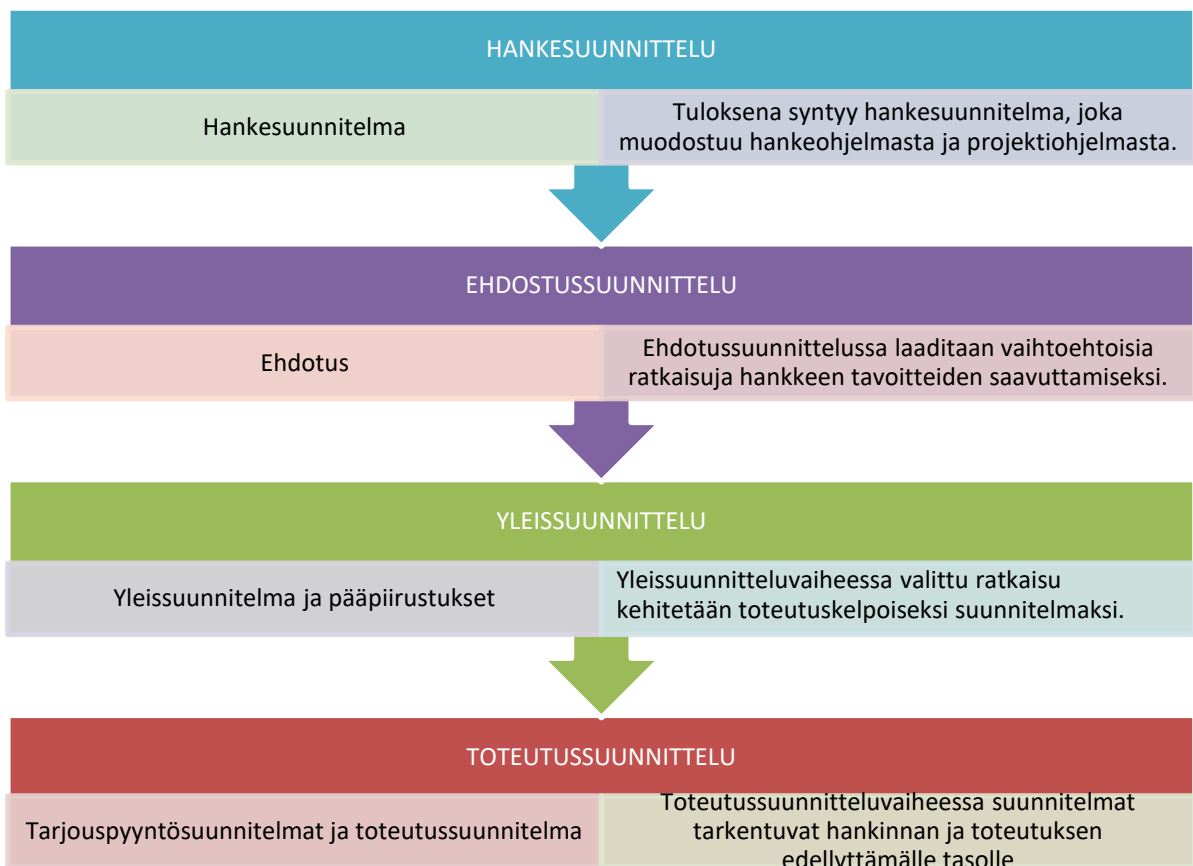 HANKESUUNNITTELU
Hankesuunnitelma
Tuloksena syntyy hankesuunnitelma, joka
muodostuu hankeohjelmasta ja projektiohjelmasta.
EHDOSTUSSUUNNITTELU
Ehdotus
Ehdotussuunnittelussa laaditaan vaihtoehtoisia
ratkaisuja hankkeen tavoitteiden saavuttamiseksi.
YLEISSUUNNITTELU
Yleissuunnitelma ja pääpiirustukset
Yleissuunnitteluvaiheessa valittu ratkaisu
kehitetään toteutuskelpoiseksi suunnitelmaksi.
TOTEUTUSSUUNNITTELU
Tarjouspyyntösuunnitelmat ja toteutussuunnitelma
Toteutussuunnitteluvaiheessa suunnitelmat
tarkentuvat hankinnan ja toteutuksen
edellyttämälle tasolle